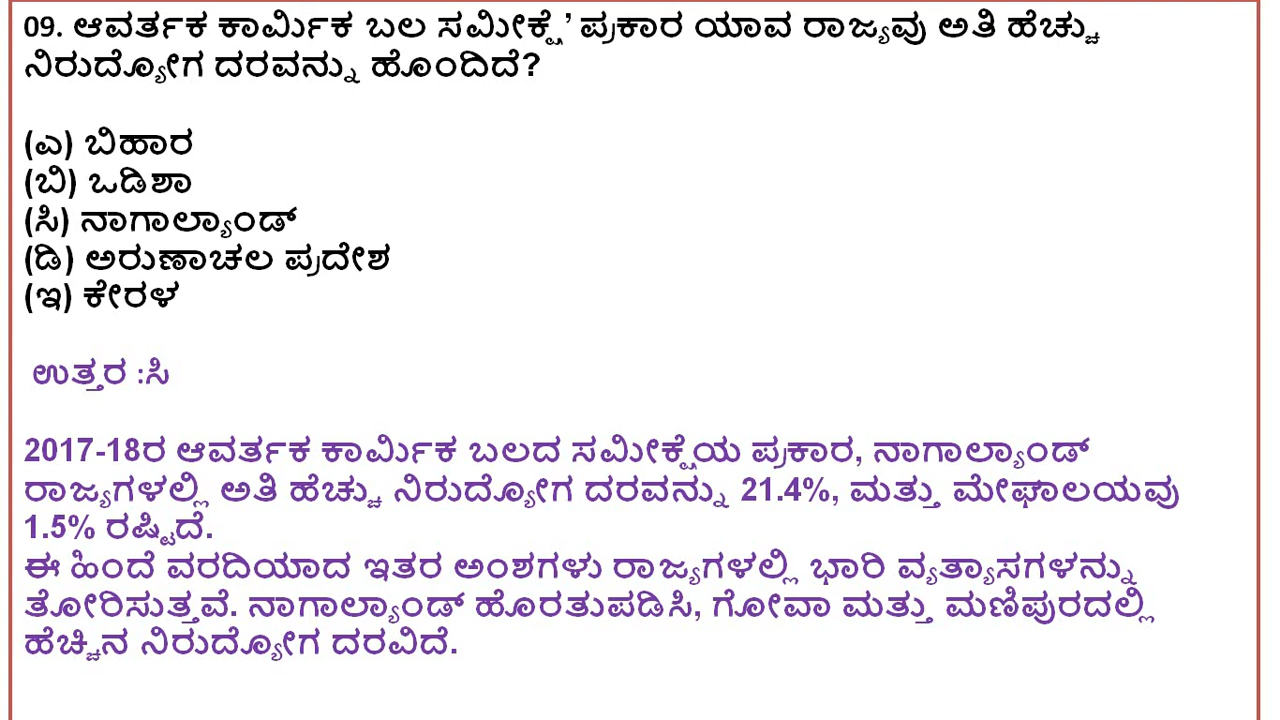 09. ಆವರ್ತಕ ಕಾರ್ಮಿಕ ಬಲ ಸಮೀಕ್ಷೆ’ ಪ್ರಕಾರ ಯಾವ ರಾಜ್ಯವು ಅತಿ ಹೆಚ್ಚು
ನಿರುದ್ಯೋಗ ದರವನ್ನು ಹೊಂದಿದೆ?
(ಎ) ಬಿಹಾರ
(ಬಿ) ಒಡಿಶಾ
(ಸಿ) ನಾಗಾಲ್ಯಾಂಡ್
(ಡಿ) ಅರುಣಾಚಲ ಪ್ರದೇಶ
(ಇ) ಕೇರಳ
ಉತ್ತರ :ಸಿ
2017-18ರ ಆವರ್ತಕ ಕಾರ್ಮಿಕ ಬಲದ ಸಮೀಕ್ಷೆಯ ಪ್ರಕಾರ, ನಾಗಾಲ್ಯಾಂಡ್
ರಾಜ್ಯಗಳಲ್ಲಿ ಅತಿ ಹೆಚ್ಚು ನಿರುದ್ಯೋಗ ದರವನ್ನು 21.4%, ಮತ್ತು ಮೇಘಾಲಯವು
1.5% ರಷ್ಟಿದೆ.
ಈ ಹಿಂದೆ ವರದಿಯಾದ ಇತರ ಅಂಶಗಳು ರಾಜ್ಯಗಳಲ್ಲಿ ಭಾರಿ ವ್ಯತ್ಯಾಸಗಳನ್ನು
ತೋರಿಸುತ್ತವೆ. ನಾಗಾಲ್ಯಾಂಡ್ ಹೊರತುಪಡಿಸಿ, ಗೋವಾ ಮತ್ತು ಮಣಿಪುರದಲ್ಲಿ
ಹೆಚ್ಚಿನ ನಿರುದ್ಯೋಗ ದರವಿದೆ.